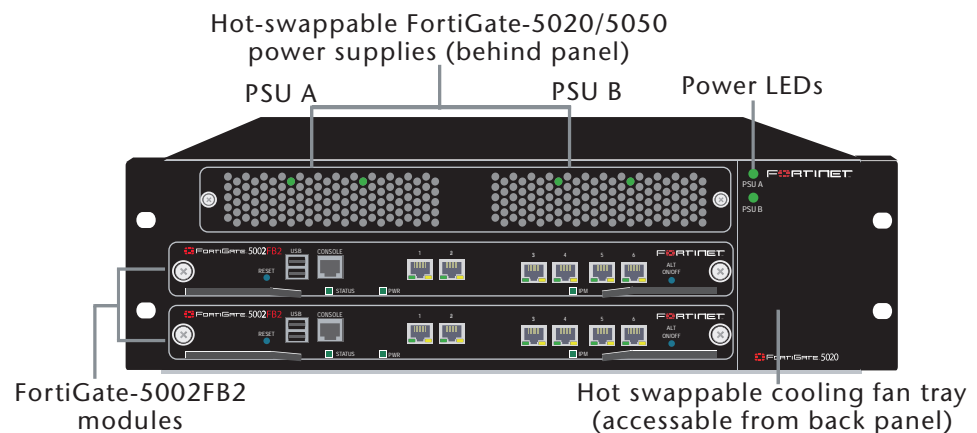 Hot-swappable FortiGate-5020/5050
power supplies (behind panel)
PSU A
PSU B
Power LEDs
FORTINET
PSU A
PSU B
FORTIGATE 5002FB2
USB
CONSOLE
RESET
STATUS
PWR
1 2
3 4 5 6
IPM
FORTINET
ALT
ON/OFF
FORTIGATE 5002FB2
USB
CONSOLE
RESET
STATUS
PWR
1 2
3 4 5 6
IPM
FORTINET
ALT
ON/OFF
FORTIGATE 5020
FortiGate-5002FB2
modules
Hot swappable cooling fan tray
(accessable from back panel)